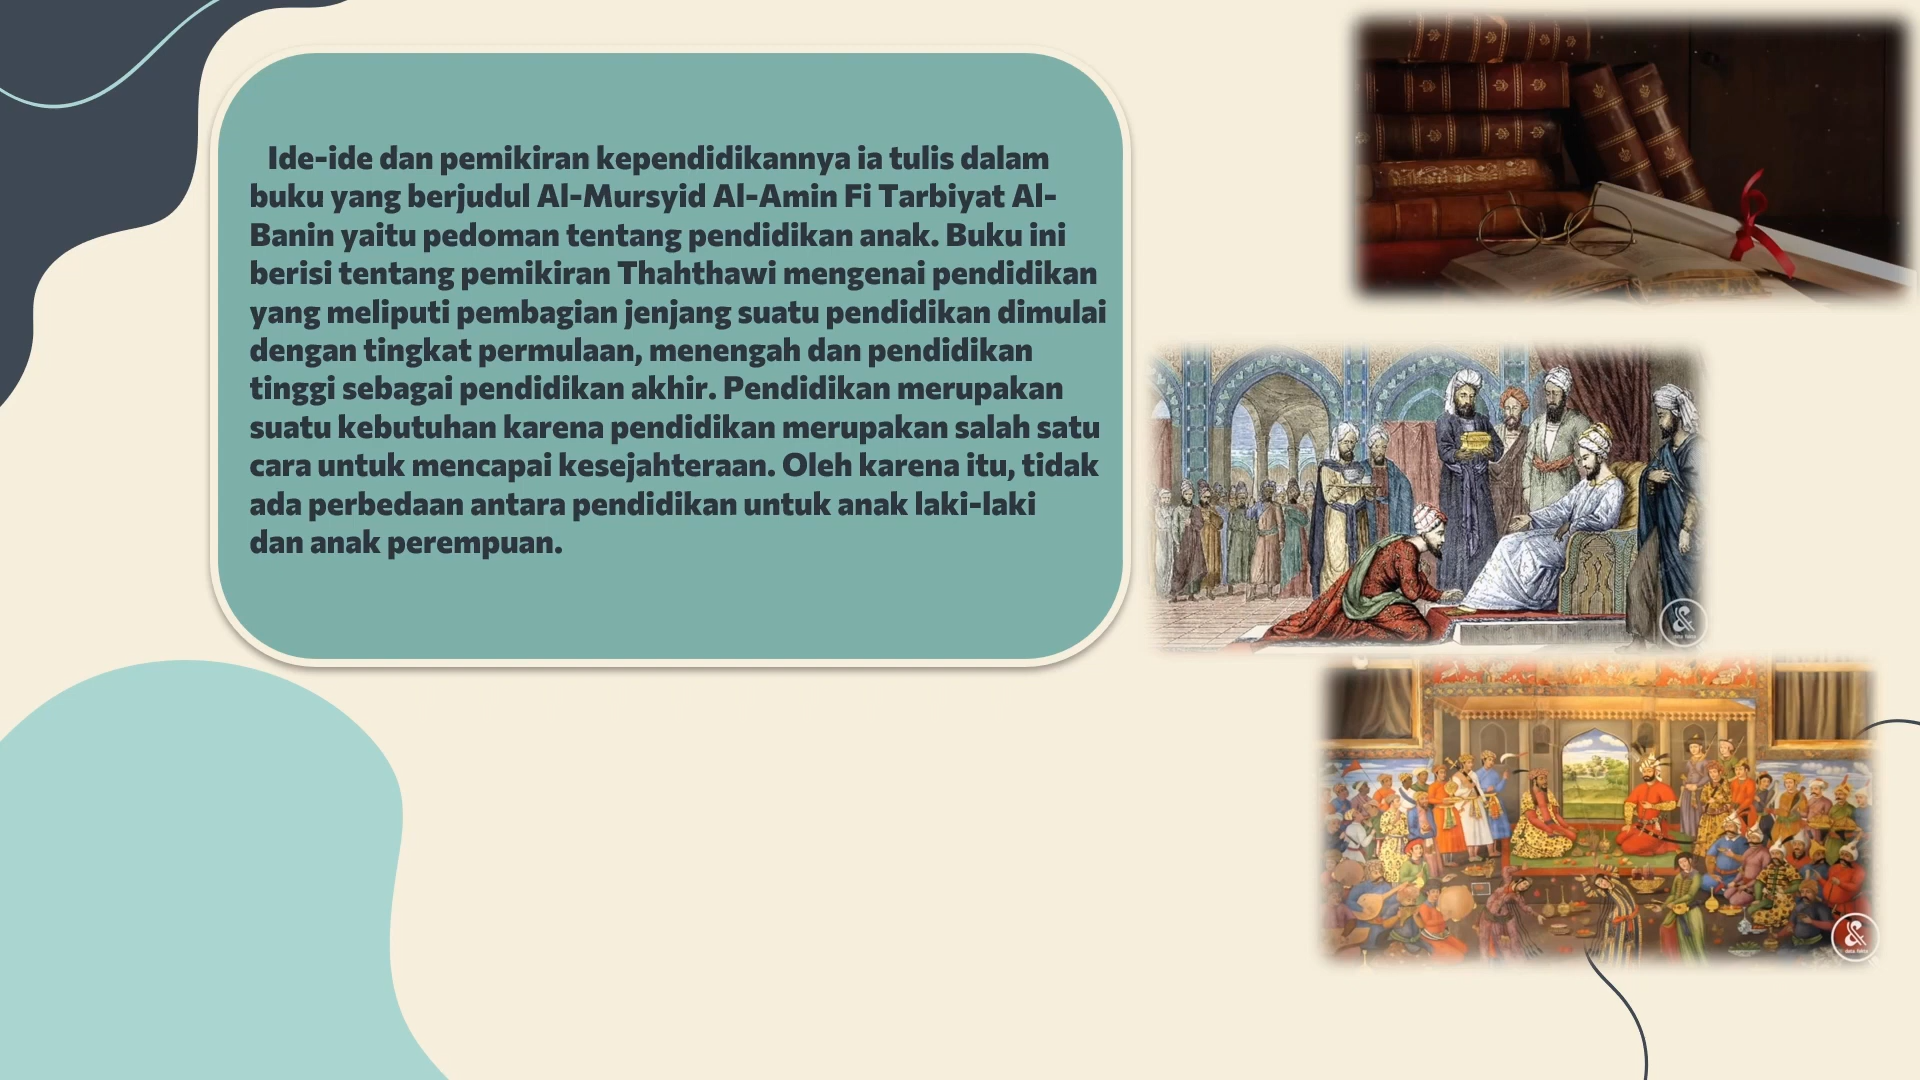 Ide-ide dan pemikiran kependidikannya ia tulis dalam
buku yang berjudul Al-Mursyid Al-Amin Fi Tarbiyat Al-
Banin yaitu pedoman tentang pendidikan anak. Buku ini
berisi tentang pemikiran Thahthawi mengenai pendidikan
yang meliputi pembagian jenjang suatu pendidikan dimulai
dengan tingkat permulaan, menengah dan pendidikan
tinggi sebagai pendidikan akhir. Pendidikan merupakan
suatu kebutuhan karena pendidikan merupakan salah satu
cara untuk mencapai kesejahteraan. Oleh karena itu, tidak
ada perbedaan antara pendidikan untuk anak laki-laki
dan anak perempuan.